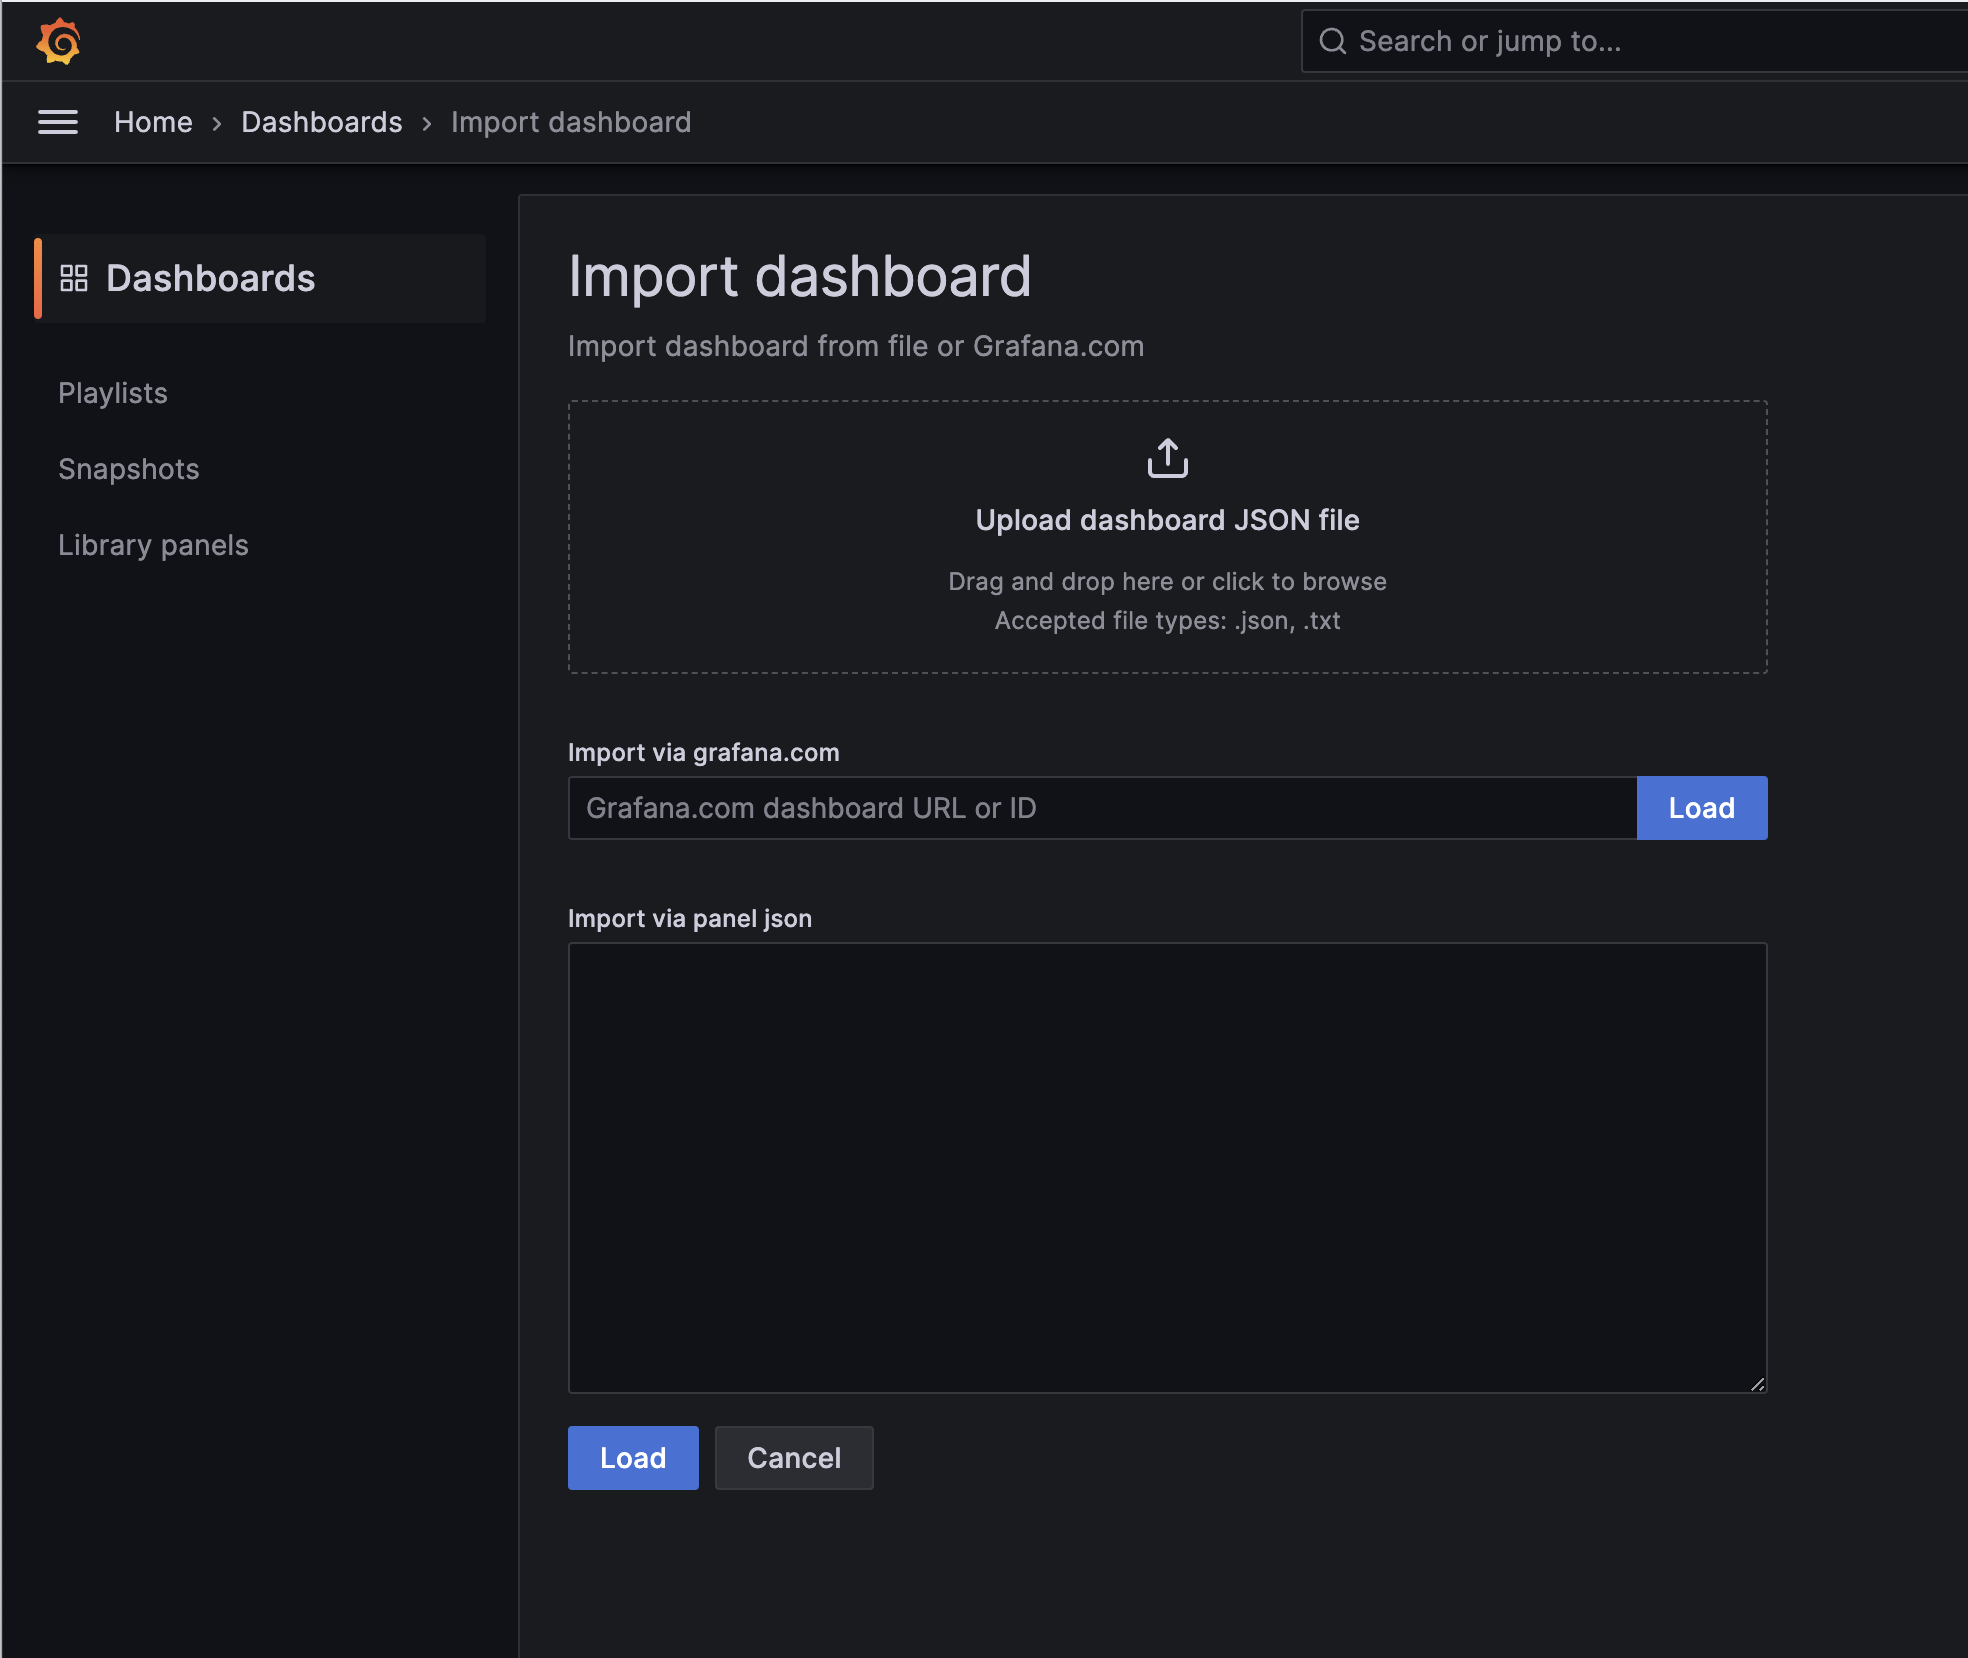 Search or jump to...
Home › Dashboards › Import dashboard
Dashboards
Playlists
Snapshots
Library panels
Import dashboard
Import dashboard from file or Grafana.com
Upload dashboard JSON file
Drag and drop here or click to browse
Accepted file types: .json, .txt
Import via grafana.com
Grafana.com dashboard URL or ID
Load
Import via panel json
Load
Cancel